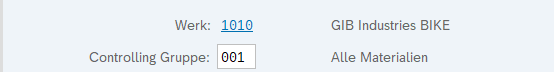 Werk: 1010 GIB Industries BIKE
Controlling Gruppe: 001 Alle Materialien